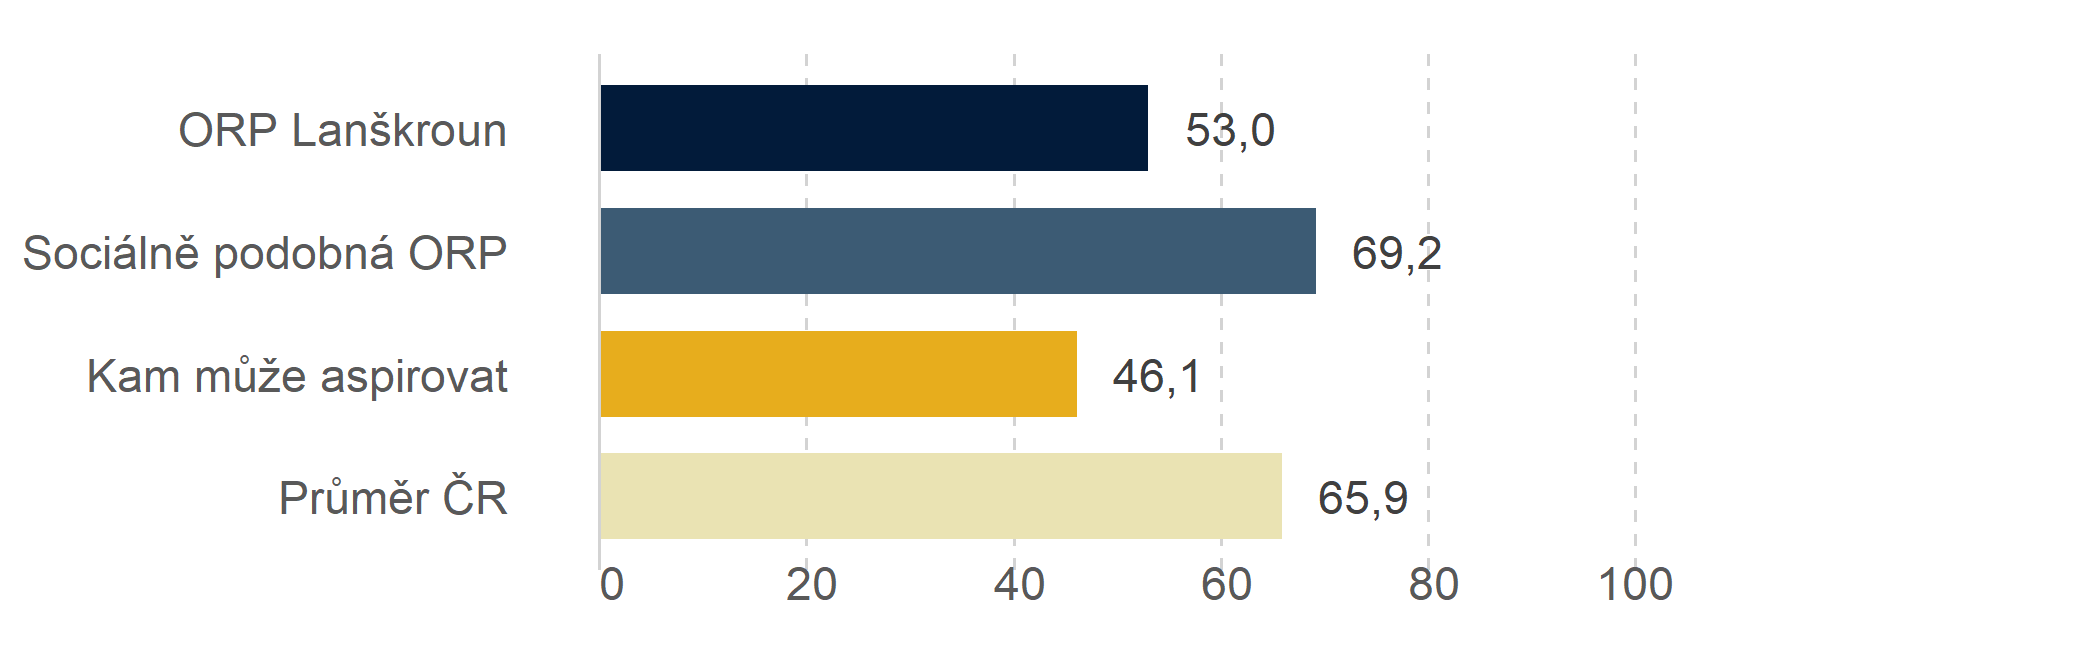 ORP Lanškroun 53,0
Sociálně podobná ORP 69,2
Kam může aspirovat 46,1
Průměr ČR 65,9
0 20 40 60 80 100